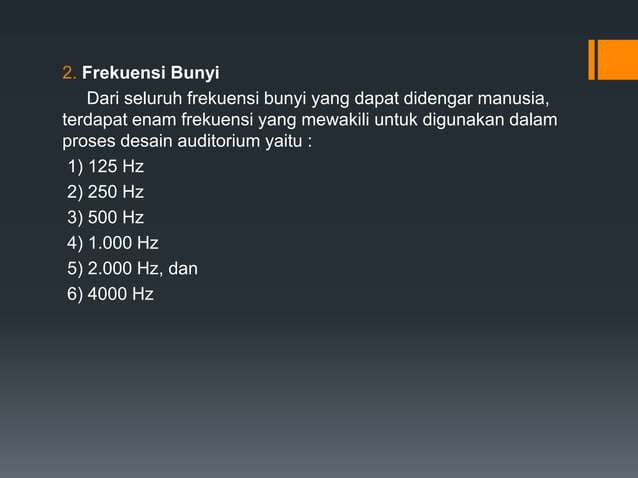 2. Frekuensi Bunyi
Dari seluruh frekuensi bunyi yang dapat didengar manusia,
terdapat enam frekuensi yang mewakili untuk digunakan dalam
proses desain auditorium yaitu :
1) 125 Hz
2) 250 Hz
3) 500 Hz
4) 1.000 Hz
5) 2.000 Hz, dan
6) 4000 Hz